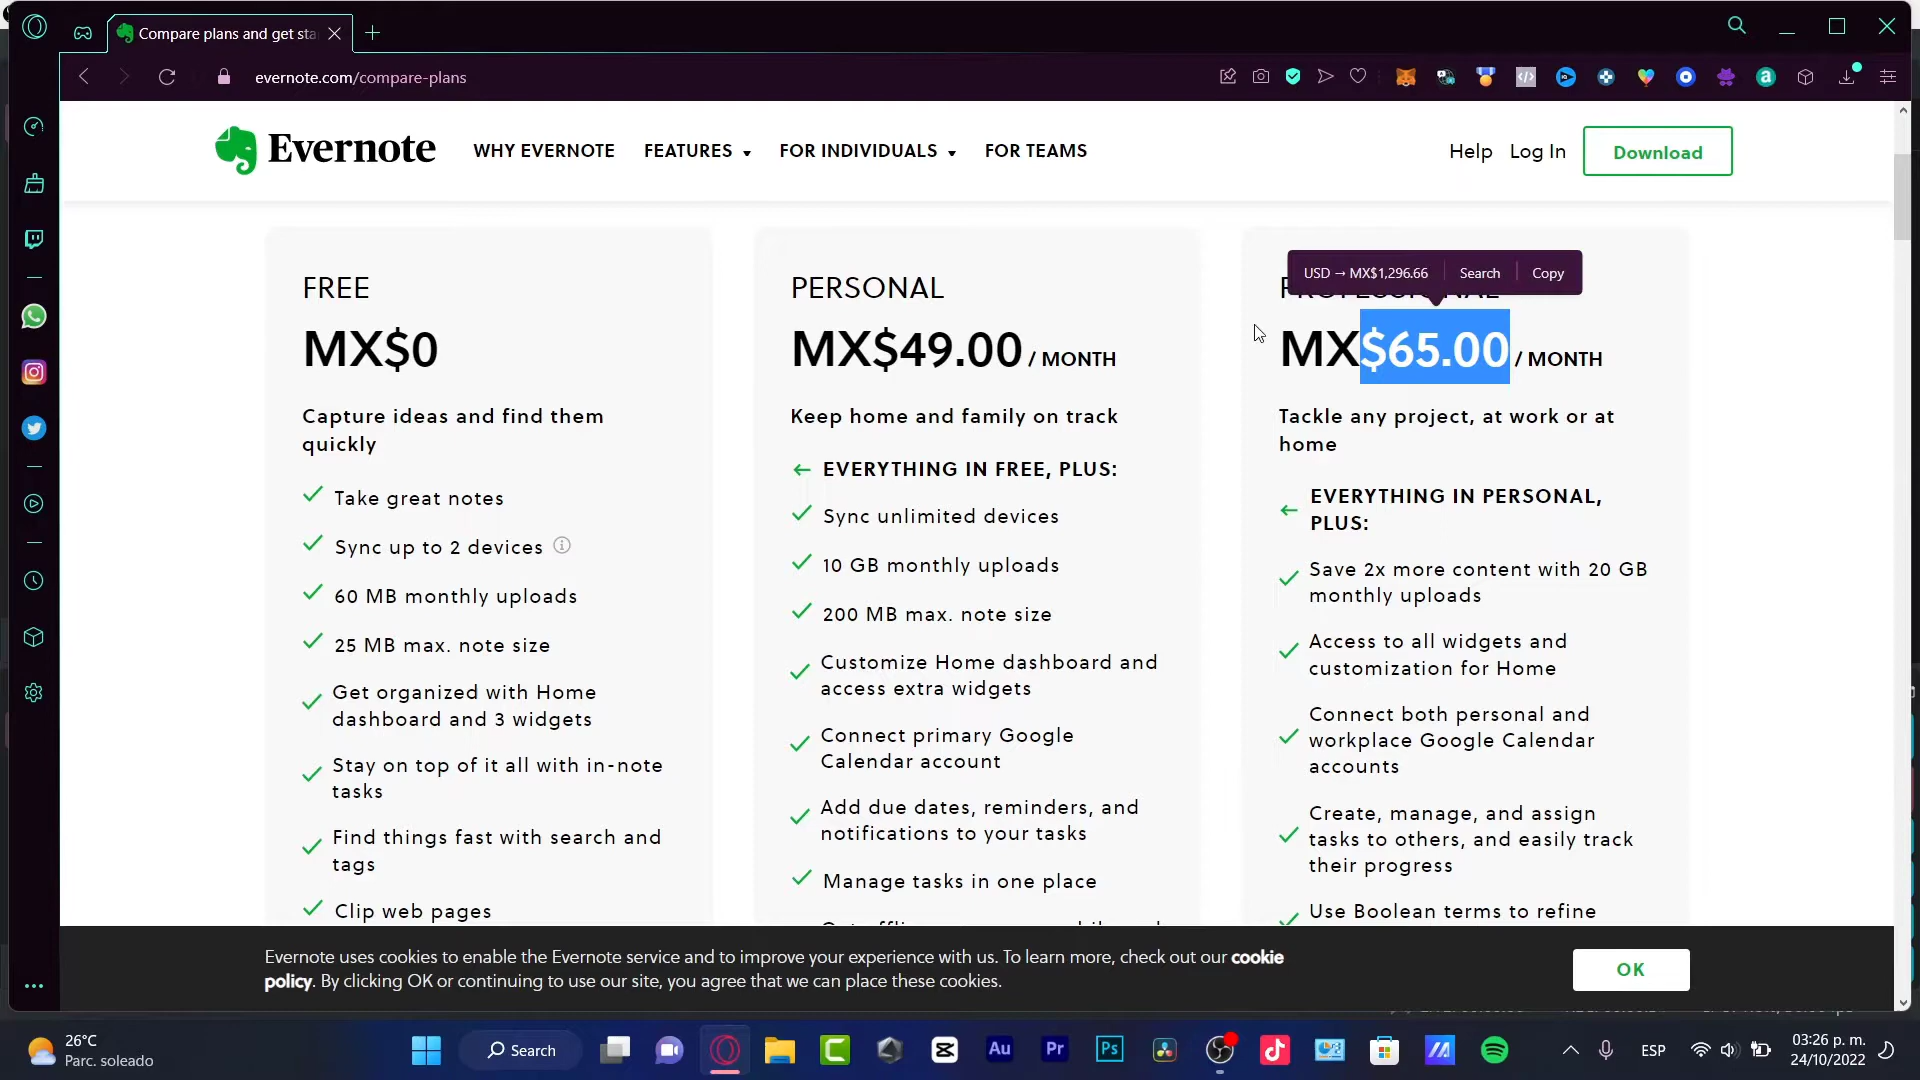 Compare plans and get sta
evernote.com/compare-plans
Evernote
WHY EVERNOTE
FEATURES
FOR INDIVIDUALS
FOR TEAMS
Help
Log In
Download
FREE
MX$0
Capture ideas and find them
quickly
Take great notes
Sync up to 2 devices
60 MB monthly uploads
25 MB max. note size
Get organized with Home
dashboard and 3 widgets
Stay on top of it all with in-note
tasks
Find things fast with search and
tags
Clip web pages
PERSONAL
MX$49.00 / MONTH
Keep home and family on track
EVERYTHING IN FREE, PLUS:
Sync unlimited devices
10 GB monthly uploads
200 MB max. note size
Customize Home dashboard and
access extra widgets
Connect primary Google
Calendar account
Add due dates, reminders, and
notifications to your tasks
Manage tasks in one place
USD → MX$1,296.66
Search
Copy
MX$65.00 / MONTH
Tackle any project, at work or at
home
EVERYTHING IN PERSONAL,
PLUS:
Save 2x more content with 20 GB
monthly uploads
Access to all widgets and
customization for Home
Connect both personal and
workplace Google Calendar
accounts
Create, manage, and assign
tasks to others, and easily track
their progress
Use Boolean terms to refine
Evernote uses cookies to enable the Evernote service and to improve your experience with us. To learn more, check out our cookie
policy. By clicking OK or continuing to use our site, you agree that we can place these cookies.
OK
26°C
Parc. soleado
Search
Au
Pr
Ps
ESP
03:26 p. m.
24/10/2022